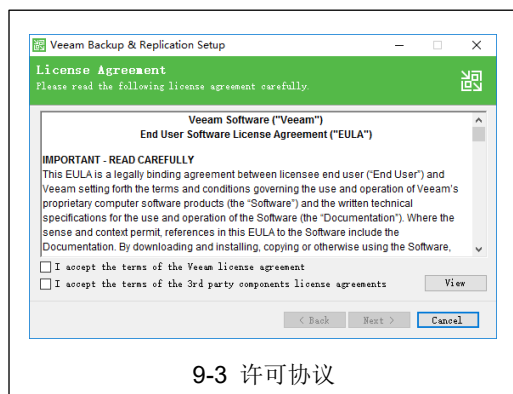 Veeam Backup & Replication Setup
License Agreement
Please read the following license agreement carefully.
Veeam Software ("Veeam")
End User Software License Agreement ("EULA")
IMPORTANT - READ CAREFULLY
This EULA is a legally binding agreement between licensee end user (“End User”) and
Veeam setting forth the terms and conditions governing the use and operation of Veeam's
proprietary computer software products (the “Software”) and the written technical
specifications for the use and operation of the Software (the “Documentation”). Where the
sense and context permit, references in this EULA to the Software include the
Documentation. By downloading and installing, copying or otherwise using the Software,
I accept the terms of the Veeam license agreement
I accept the terms of the 3rd party components license agreements
View
< Back
Next >
Cancel
9-3 许可协议